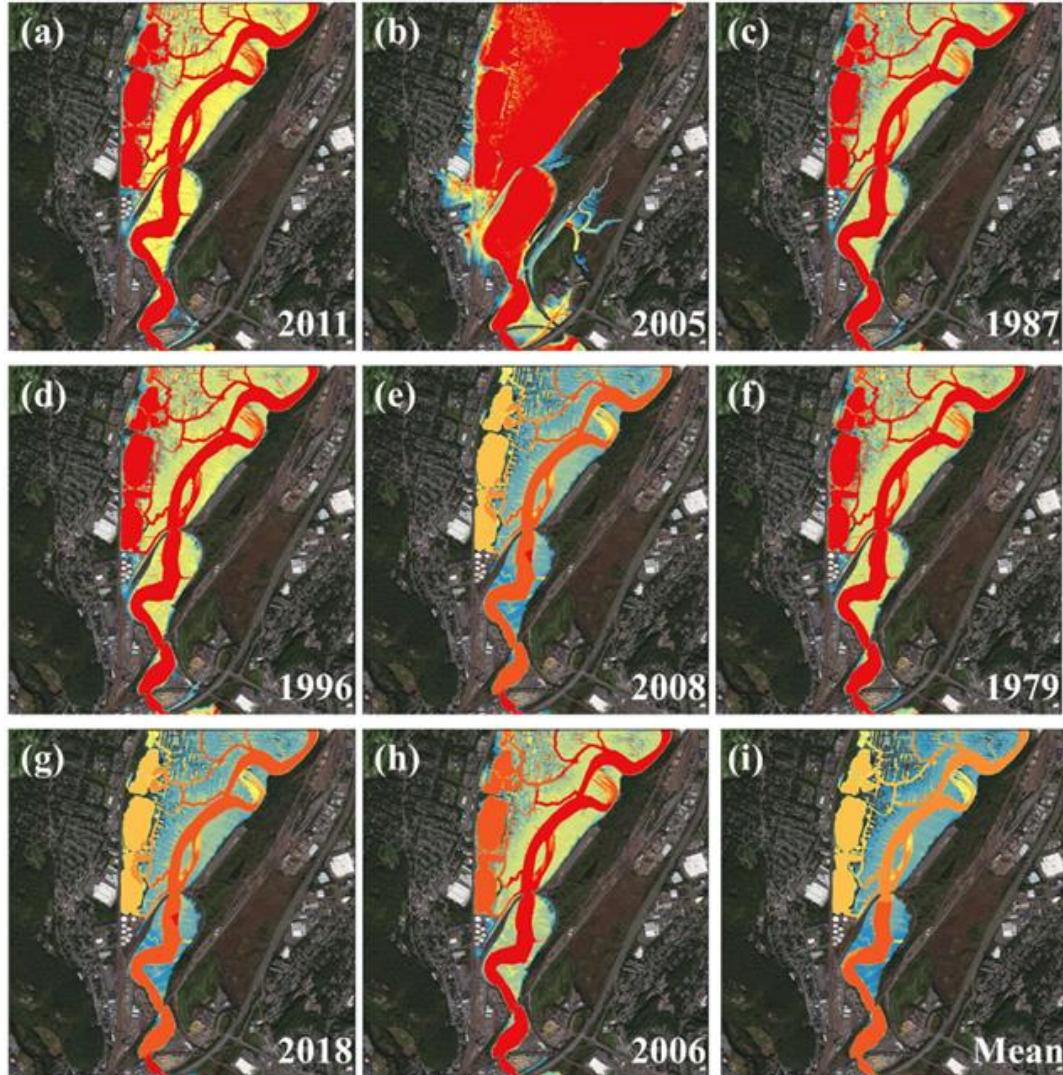 (a)
2011
(b)
2005
(c)
1987
(d)
1996
(e)
2008
(f)
1979
(g)
2018
(h)
2006
(i)
Mean